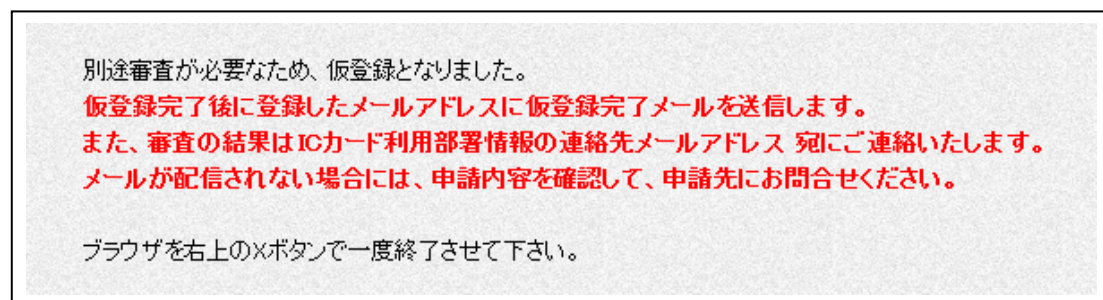 別途審査が必要なため、仮登録となりました。
仮登録完了後に登録したメールアドレスに仮登録完了メールを送信します。
また、審査の結果はICカード利用部署情報の連絡先メールアドレス 宛にご連絡いたします。
メールが配信されない場合には、申請内容を確認して、申請先にお問合せください。
ブラウザを右上の×ボタンで一度終了させて下さい。